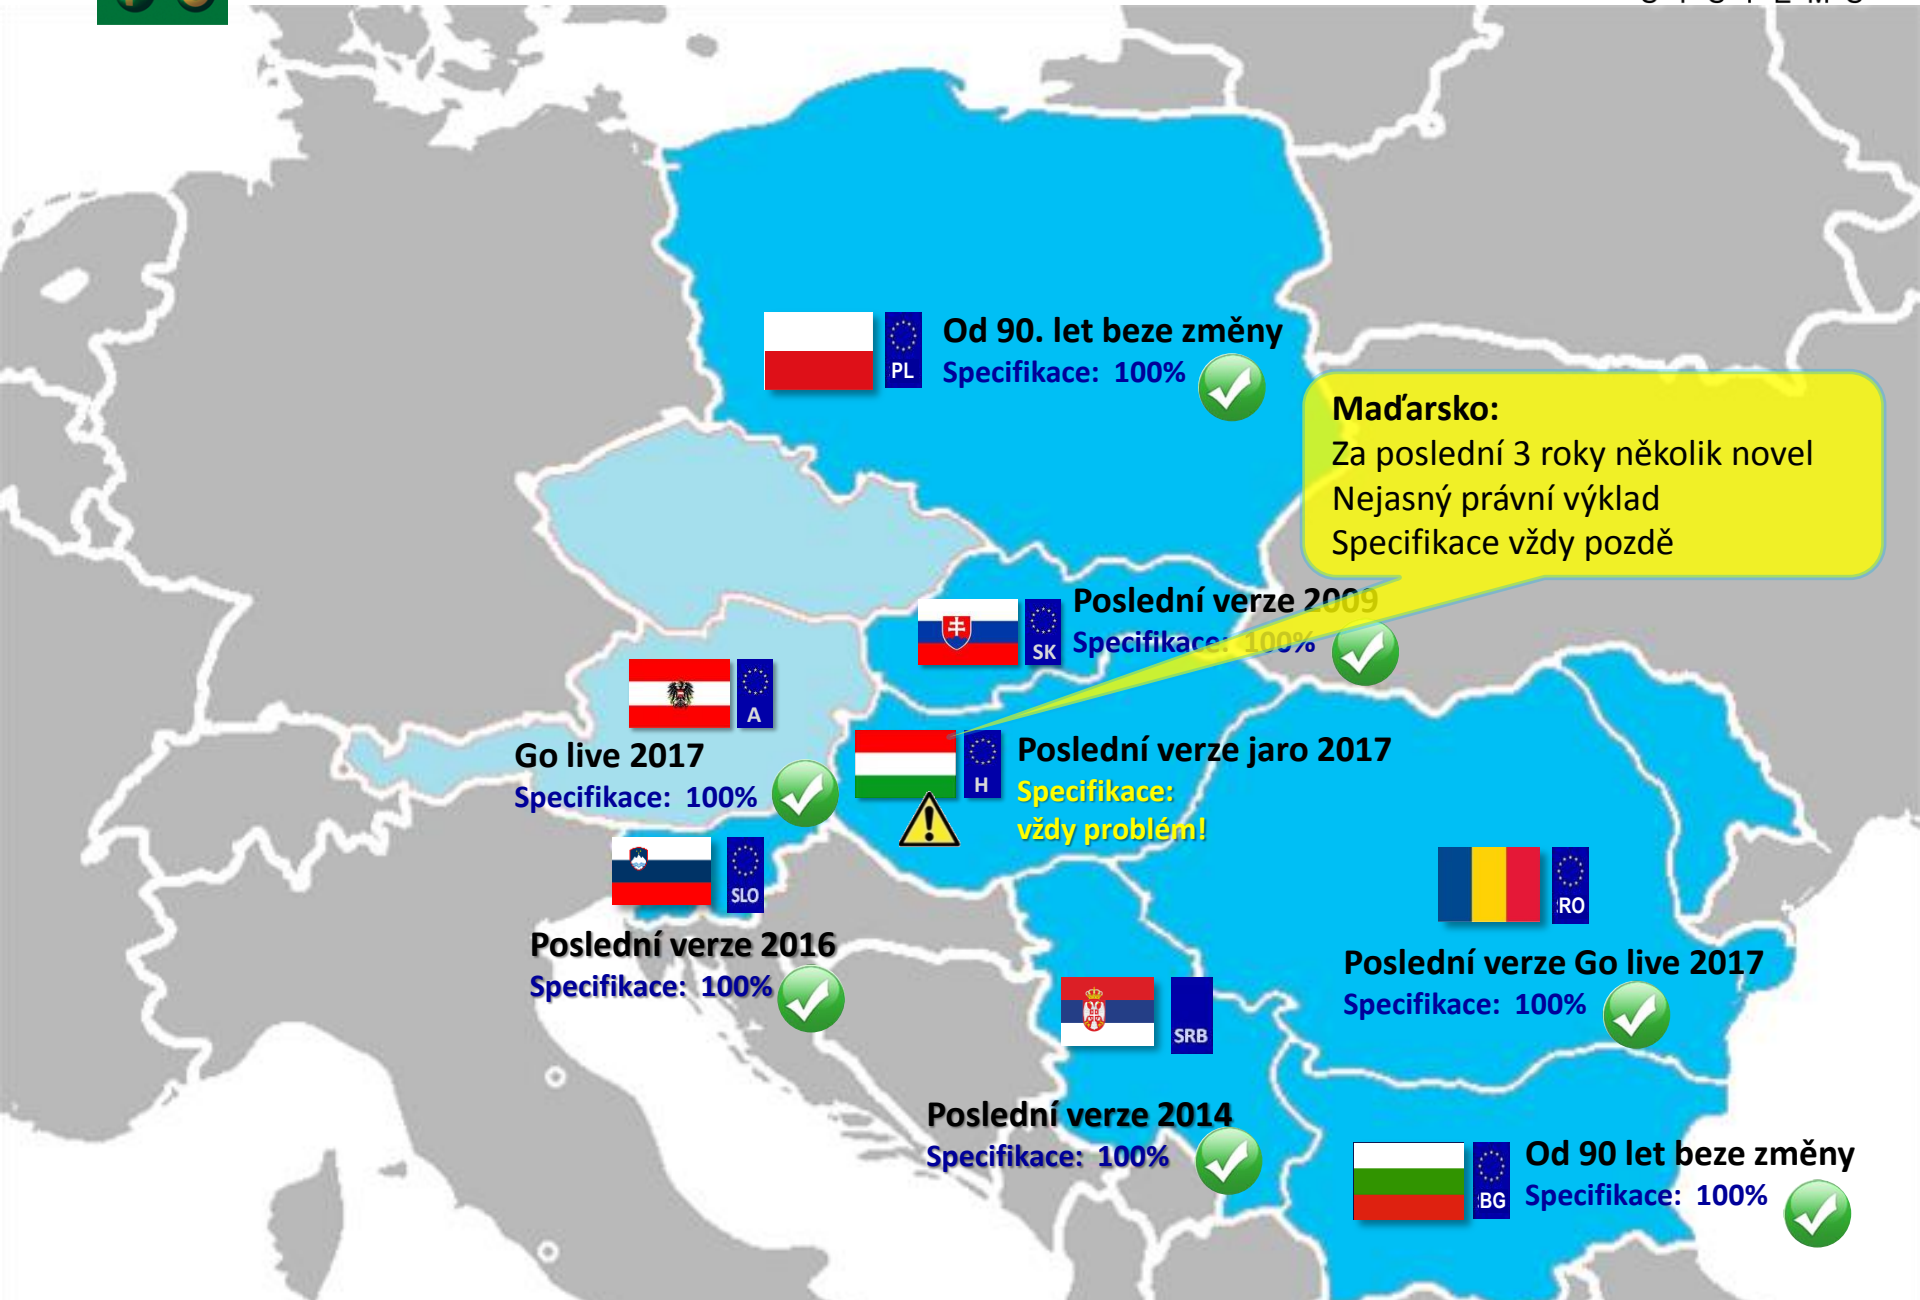 PL
Od 90. let beze změny
Specifikace: 100%
Maďarsko:
Za poslední 3 roky několik novel
Nejasný právní výklad
Specifikace vždy pozdě
SK
Poslední verze 2009
Specifikace: 100%
A
Go live 2017
Specifikace: 100%
H
Poslední verze jaro 2017
Specifikace:
vždy problém!
SLO
Poslední verze 2016
Specifikace: 100%
RO
Poslední verze Go live 2017
Specifikace: 100%
SRB
Poslední verze 2014
Specifikace: 100%
BG
Od 90 let beze změny
Specifikace: 100%